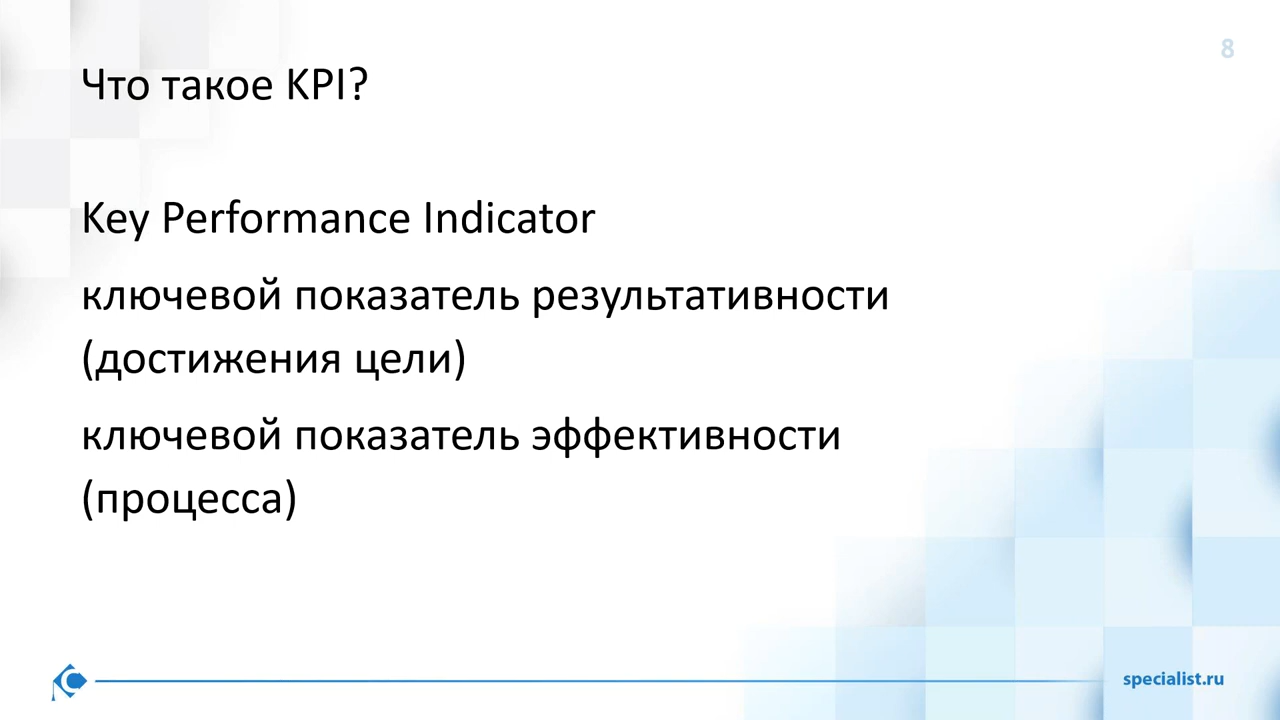 8
Что такое KPI?
Key Performance Indicator
ключевой показатель результативности
(достижения цели)
ключевой показатель эффективности
(процесса)
specialist.ru